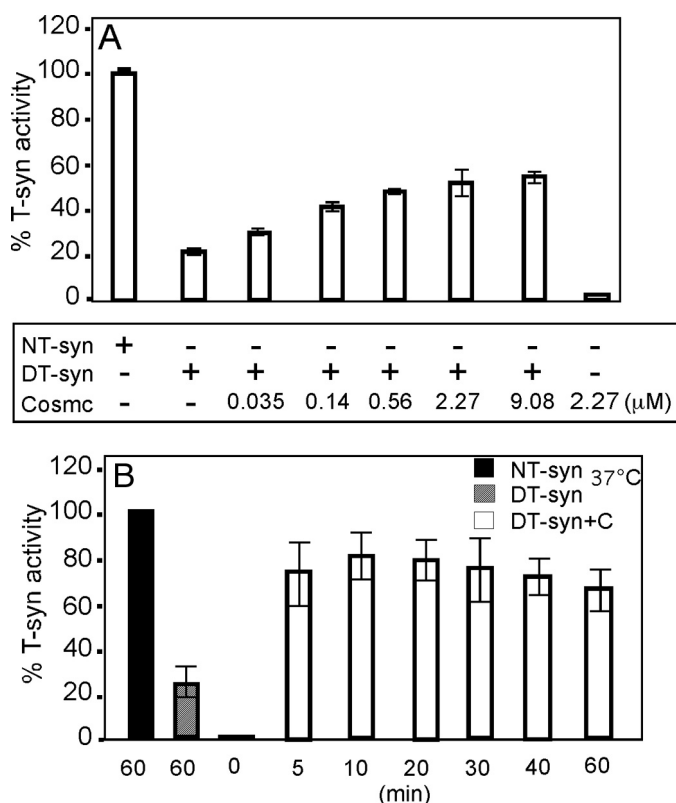 A
% T-syn activity
120
100
80
60
40
20
0
NT-syn + - - - - - - -
DT-syn - + + + + + + -
Cosmc - - 0.035 0.14 0.56 2.27 9.08 2.27 (μM)
B
% T-syn activity
120
100
80
60
40
20
0
NT-syn 37°C
DT-syn
DT-syn+C
60 60 0 5 10 20 30 40 60
(min)